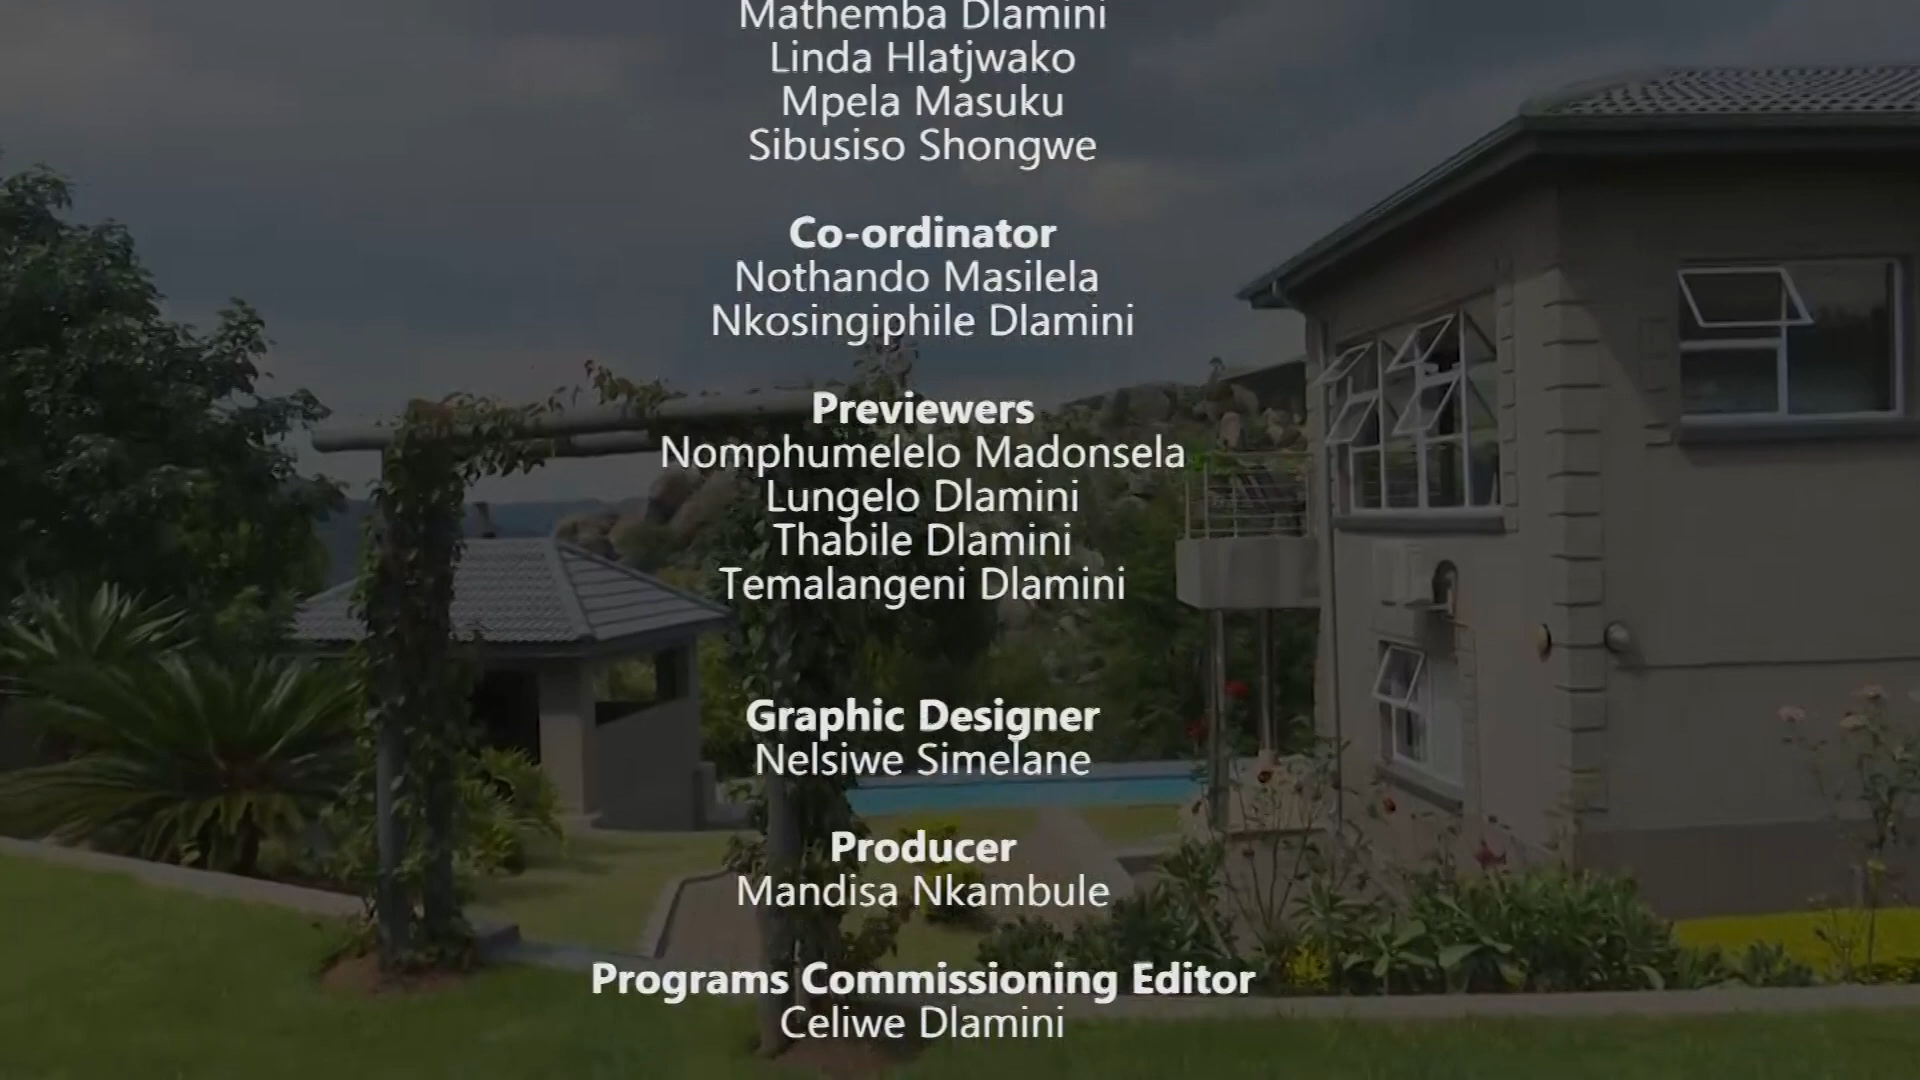 Mathemba Dlamini
Linda Hlatjwako
Mpela Masuku
Sibusiso Shongwe
Co-ordinator
Nothando Masilela
Nkosingiphile Dlamini
Previewers
Nomphumelelo Madonsela
Lungelo Dlamini
Thabile Dlamini
Temalangeni Dlamini
Graphic Designer
Nelsiwe Simelane
Producer
Mandisa Nkambule
Programs Commissioning Editor
Celiwe Dlamini